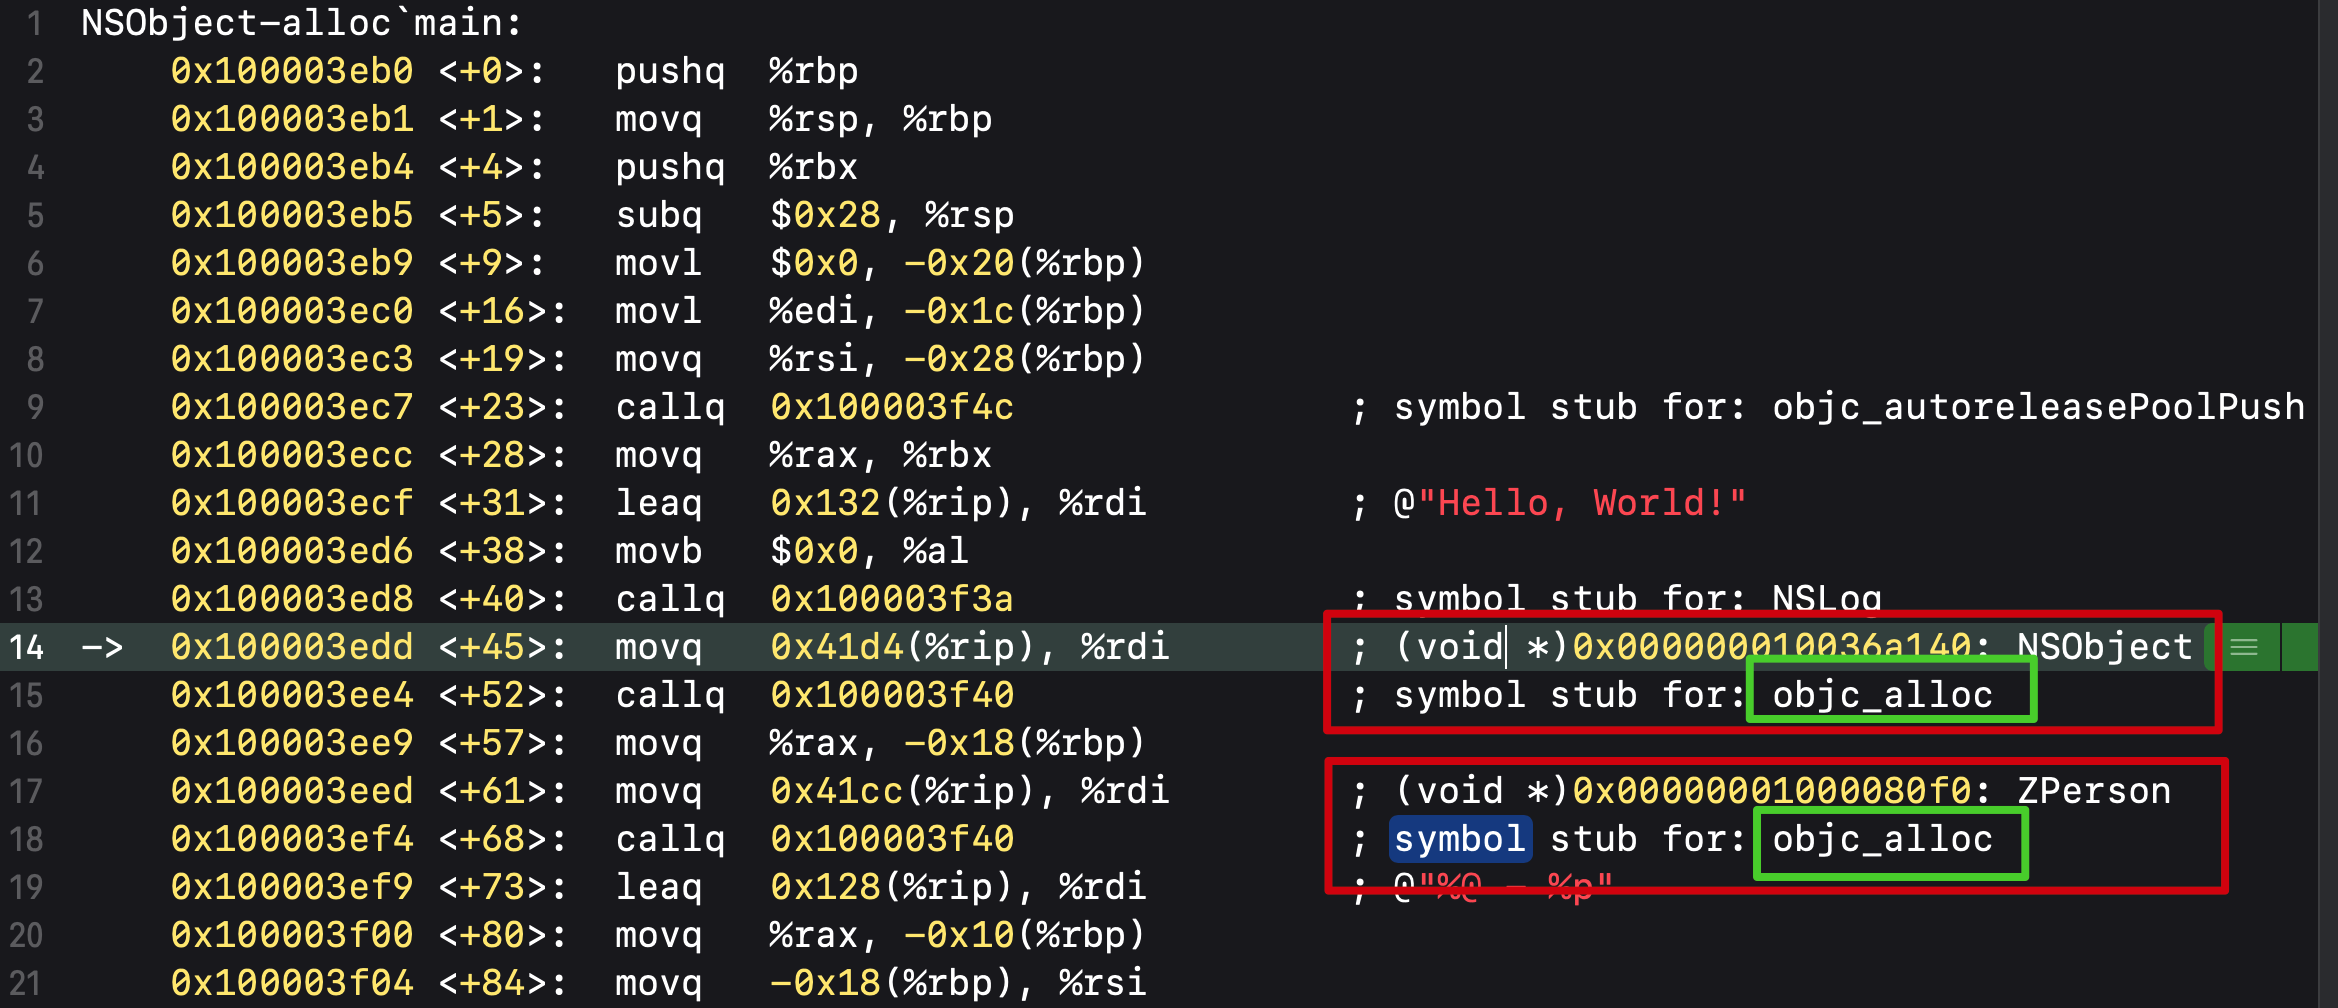 1 NSObject-alloc`main:
2 0x100003eb0 <+0>: pushq %rbp
3 0x100003eb1 <+1>: movq %rsp, %rbp
4 0x100003eb4 <+4>: pushq %rbx
5 0x100003eb5 <+5>: subq $0x28, %rsp
6 0x100003eb9 <+9>: movl $0x0, -0x20(%rbp)
7 0x100003ec0 <+16>: movl %edi, -0x1c(%rbp)
8 0x100003ec3 <+19>: movq %rsi, -0x28(%rbp)
9 0x100003ec7 <+23>: callq 0x100003f4c ; symbol stub for: objc_autoreleasePoolPush
10 0x100003ecc <+28>: movq %rax, %rbx
11 0x100003ecf <+31>: leaq 0x132(%rip), %rdi ; @"Hello, World!"
12 0x100003ed6 <+38>: movb $0x0, %al
13 0x100003ed8 <+40>: callq 0x100003f3a ; symbol stub for: NSLog
14 -> 0x100003edd <+45>: movq 0x41d4(%rip), %rdi ; (void *)0x000000010036a140: NSObject
15 0x100003ee4 <+52>: callq 0x100003f40 ; symbol stub for: objc_alloc
16 0x100003ee9 <+57>: movq %rax, -0x18(%rbp)
17 0x100003eed <+61>: movq 0x41cc(%rip), %rdi ; (void *)0x00000001000080f0: ZPerson
18 0x100003ef4 <+68>: callq 0x100003f40 ; symbol stub for: objc_alloc
19 0x100003ef9 <+73>: leaq 0x128(%rip), %rdi ; @"%@ - %p"
20 0x100003f00 <+80>: movq %rax, -0x10(%rbp)
21 0x100003f04 <+84>: movq -0x18(%rbp), %rsi